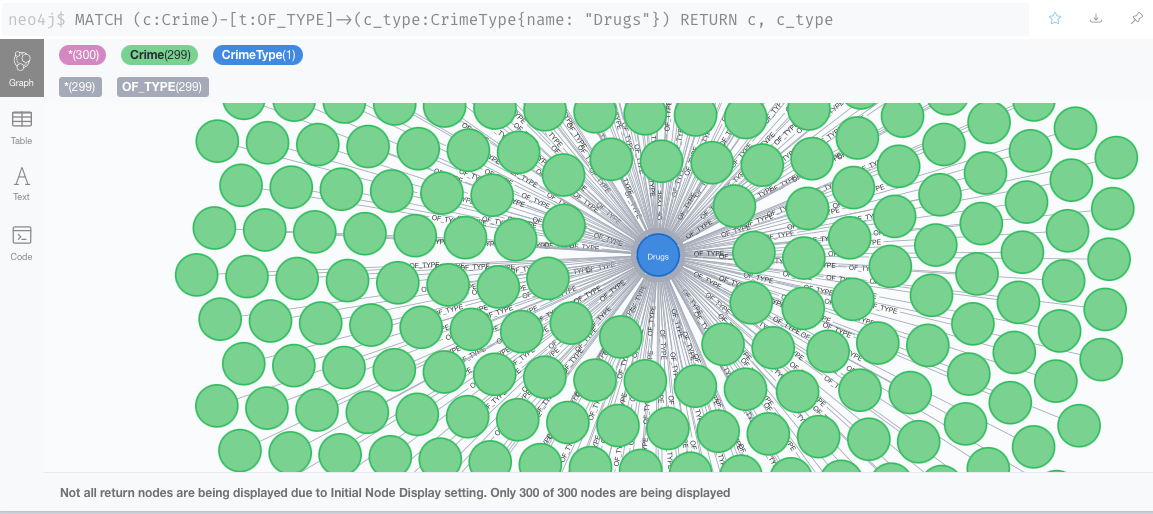 neo4j$ MATCH (c:Crime)-[t:OF_TYPE]->(c_type:CrimeType{name: "Drugs"}) RETURN c, c_type
*(300) Crime(299) CrimeType(1)
*(299) OF_TYPE(299)
Graph
Table
Text
Code
Drugs
OF_TYPE
Not all return nodes are being displayed due to Initial Node Display setting. Only 300 of 300 nodes are being displayed